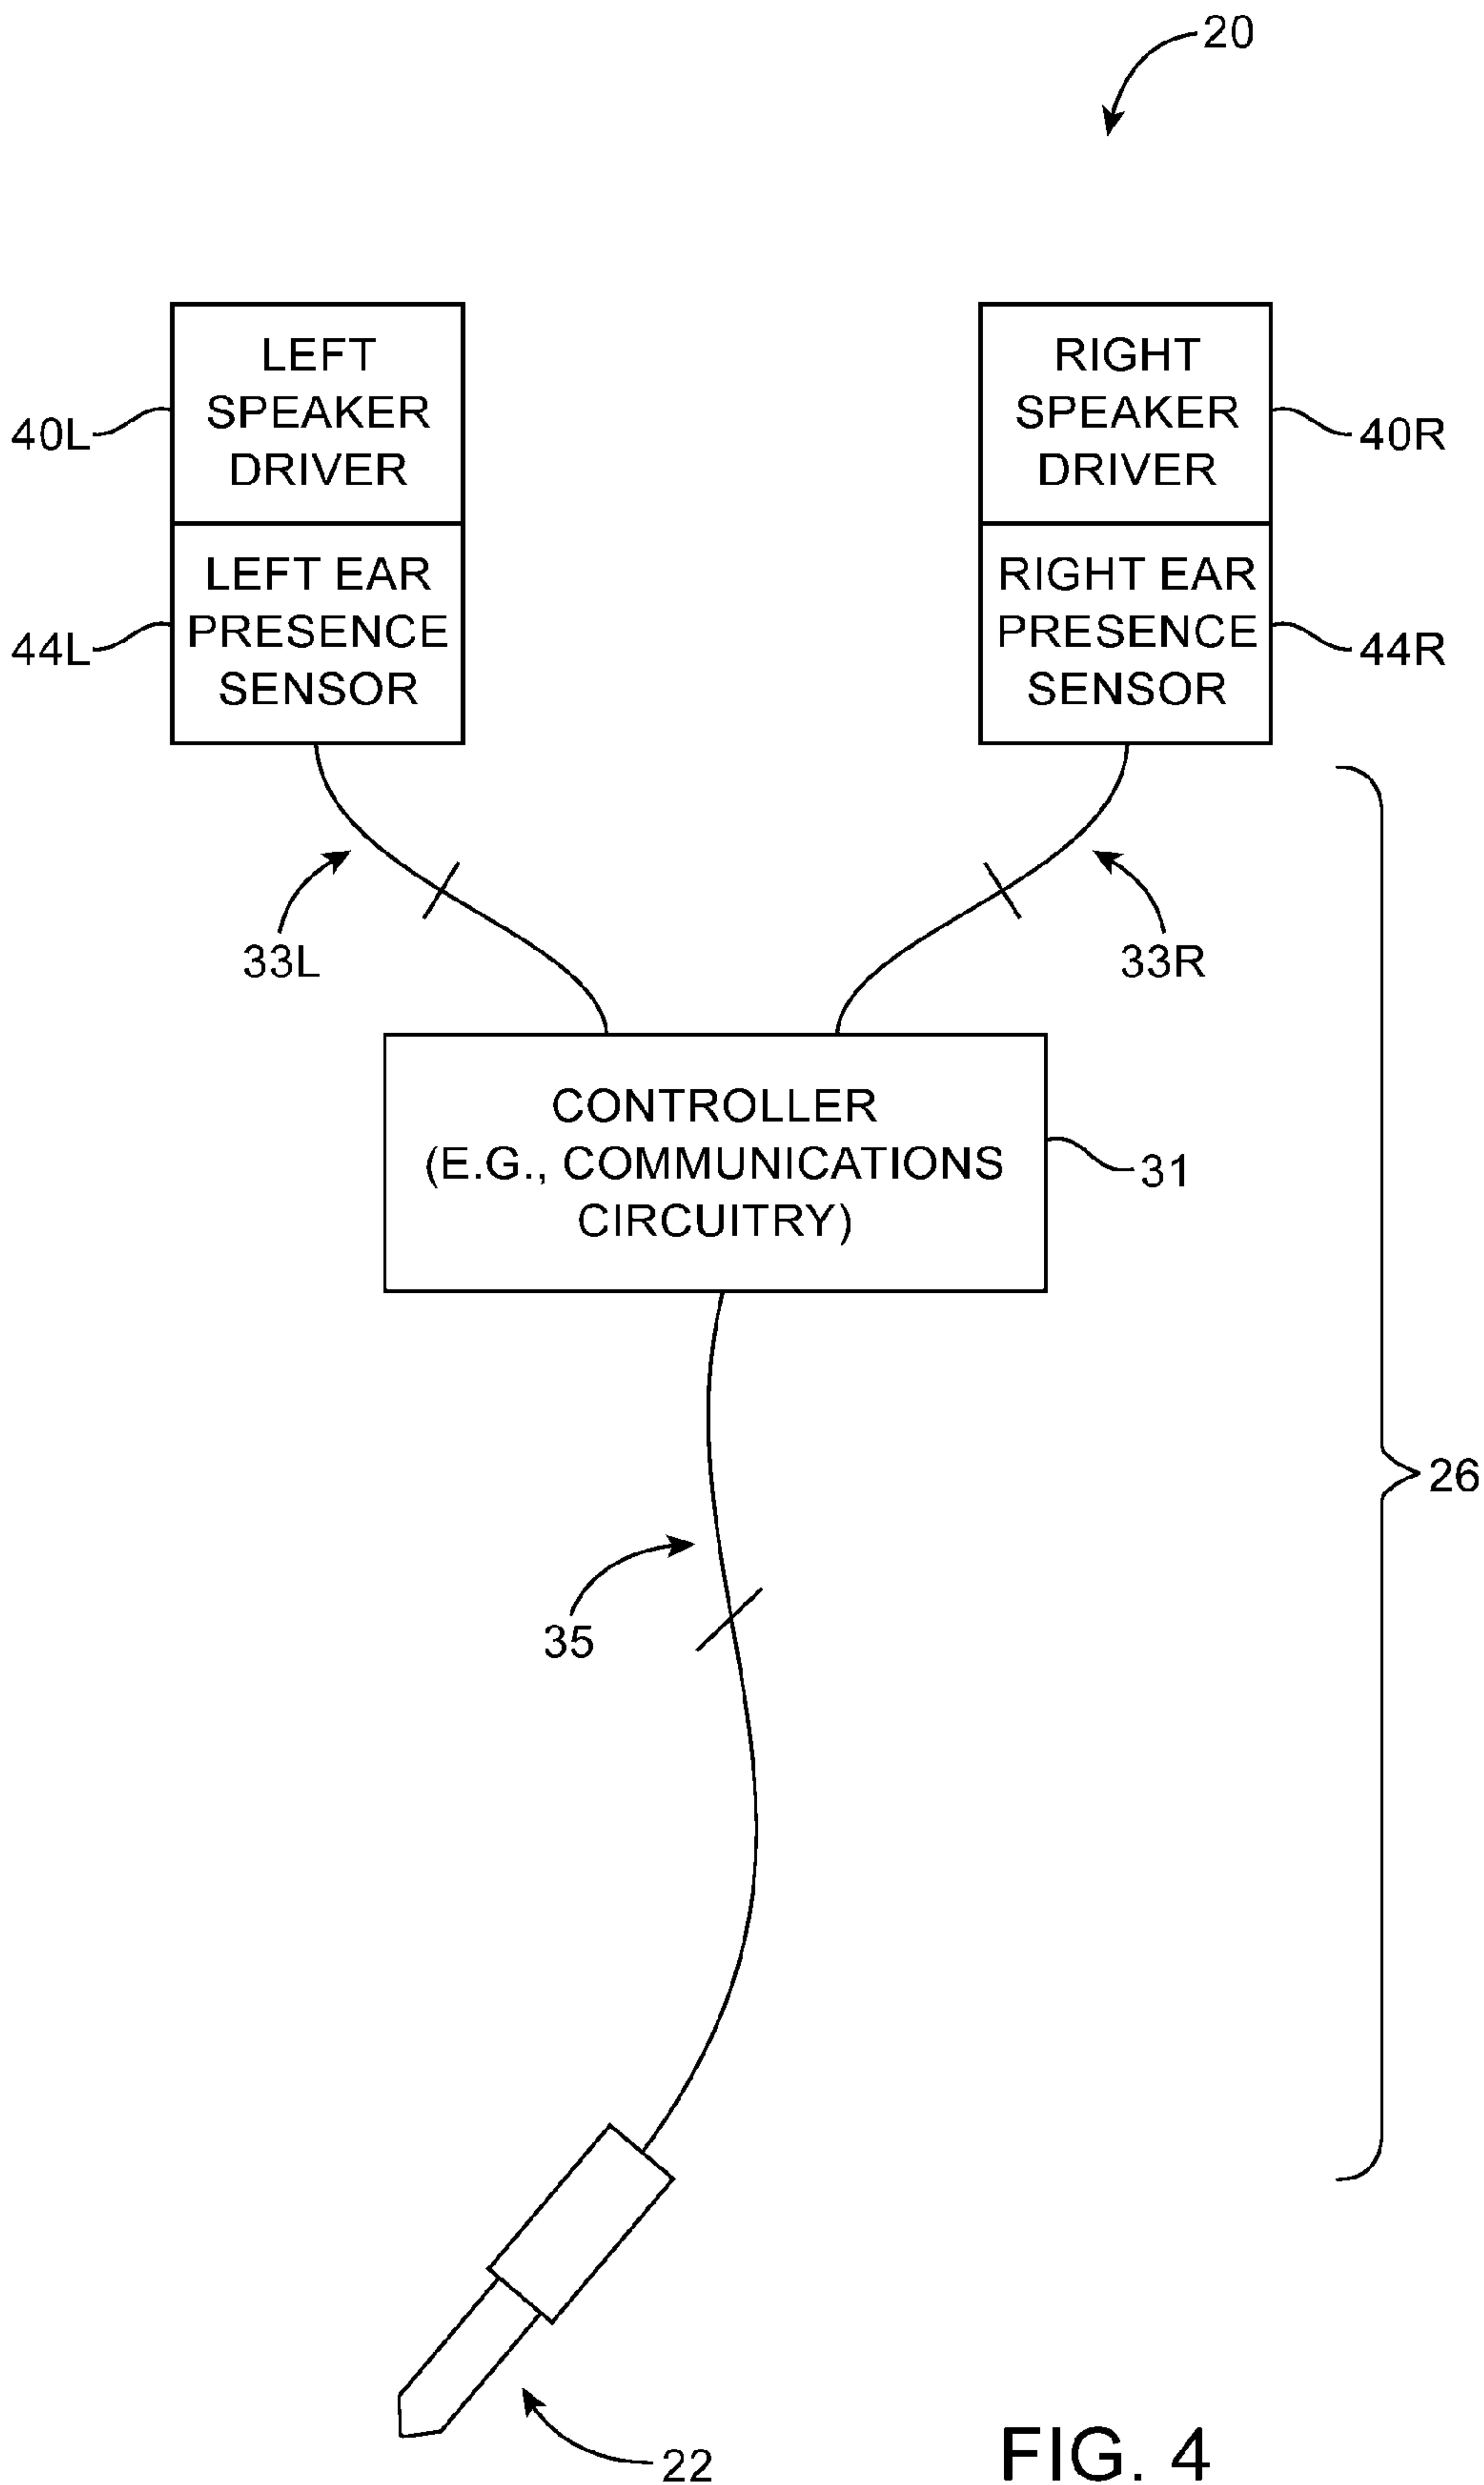 20
LEFT
SPEAKER
DRIVER
40L
RIGHT
SPEAKER
DRIVER
40R
LEFT EAR
PRESENCE
SENSOR
44L
RIGHT EAR
PRESENCE
SENSOR
44R
33L
33R
CONTROLLER
(E.G., COMMUNICATIONS
CIRCUITRY)
31
26
35
22
FIG. 4